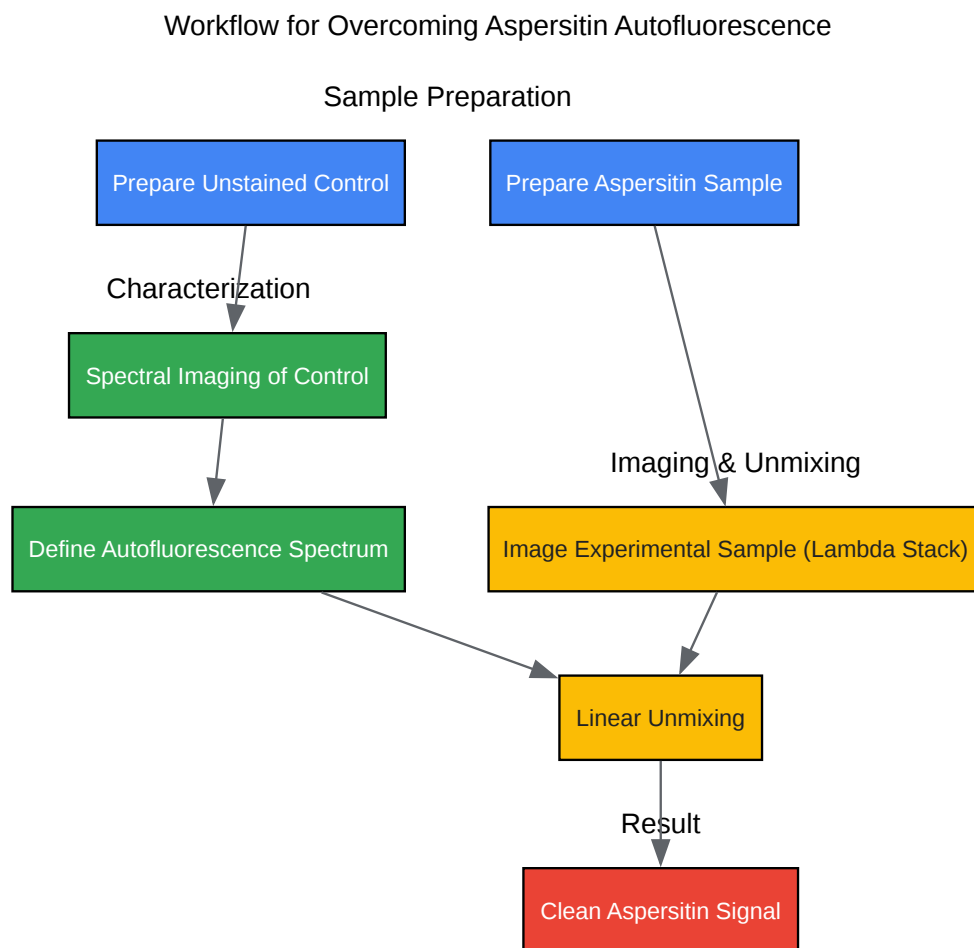 Workflow for Overcoming Aspersitin Autofluorescence
Sample Preparation
Prepare Unstained Control
Prepare Aspersitin Sample
Characterization
Spectral Imaging of Control
Imaging & Unmixing
Define Autofluorescence Spectrum
Image Experimental Sample (Lambda Stack)
Linear Unmixing
Result
Clean Aspersitin Signal